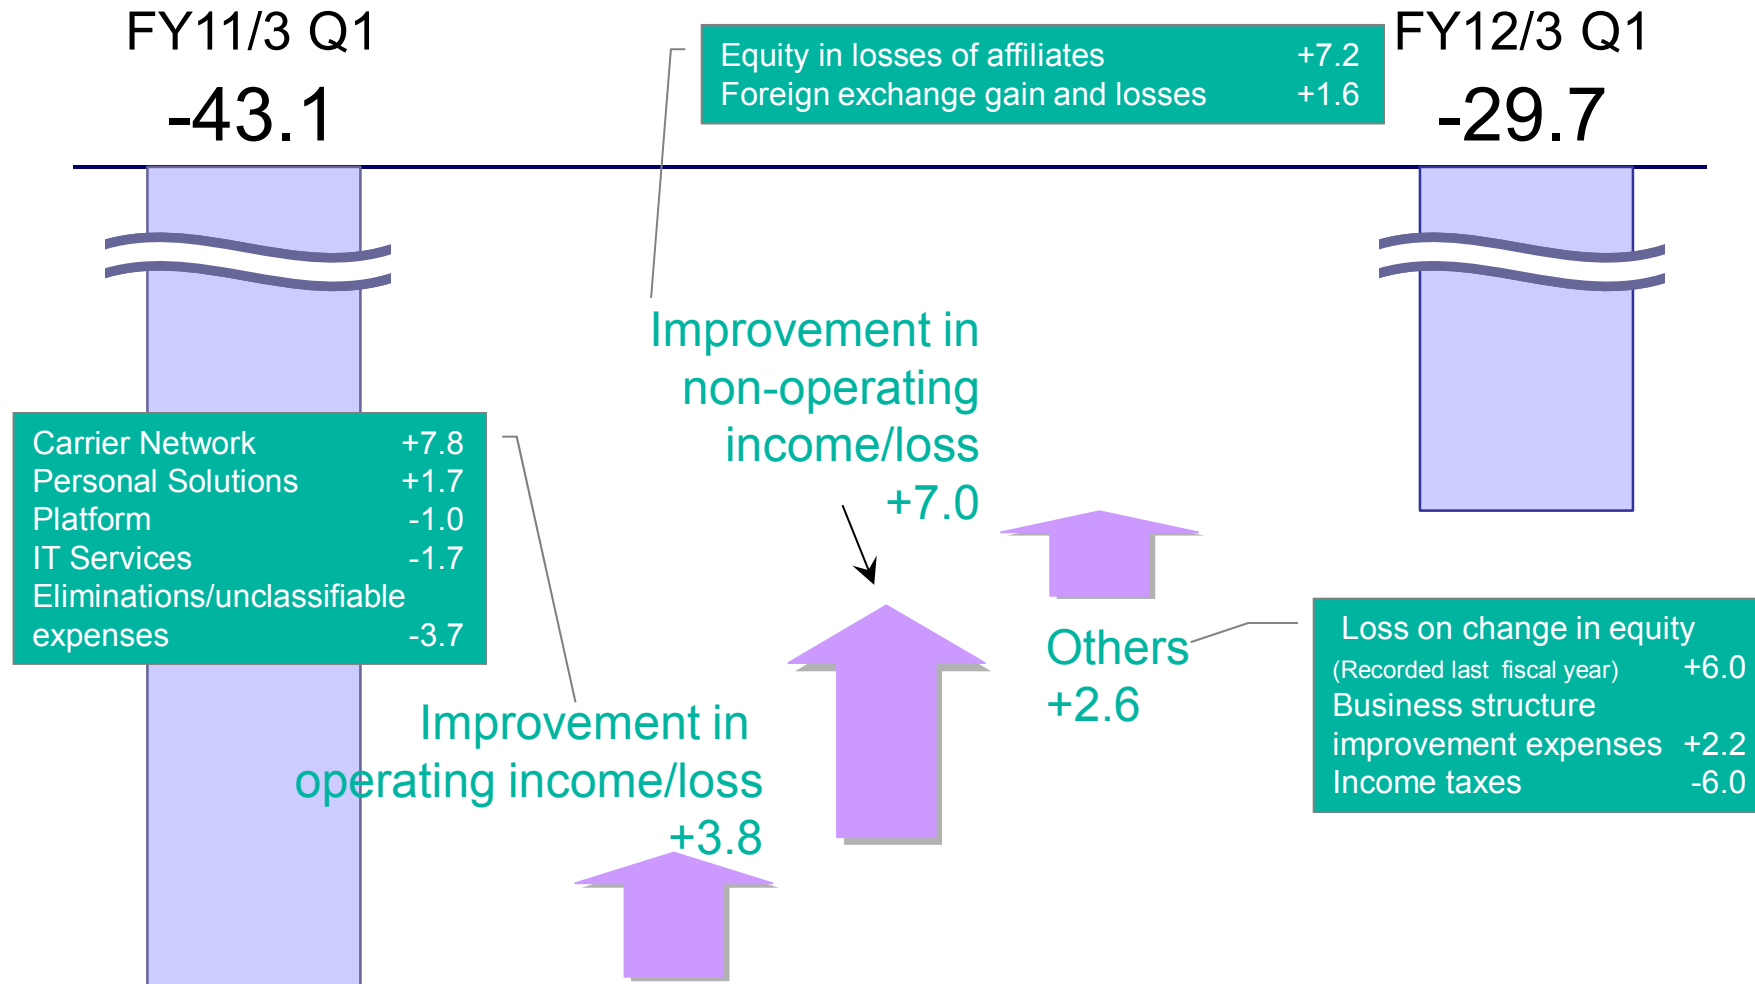 FY11/3 Q1
-43.1
Equity in losses of affiliates +7.2
Foreign exchange gain and losses +1.6
FY12/3 Q1
-29.7
Improvement in
non-operating
income/loss
+7.0
Carrier Network +7.8
Personal Solutions +1.7
Platform -1.0
IT Services -1.7
Eliminations/unclassifiable
expenses -3.7
Improvement in
operating income/loss
+3.8
Others
+2.6
Loss on change in equity
(Recorded last fiscal year) +6.0
Business structure
improvement expenses +2.2
Income taxes -6.0